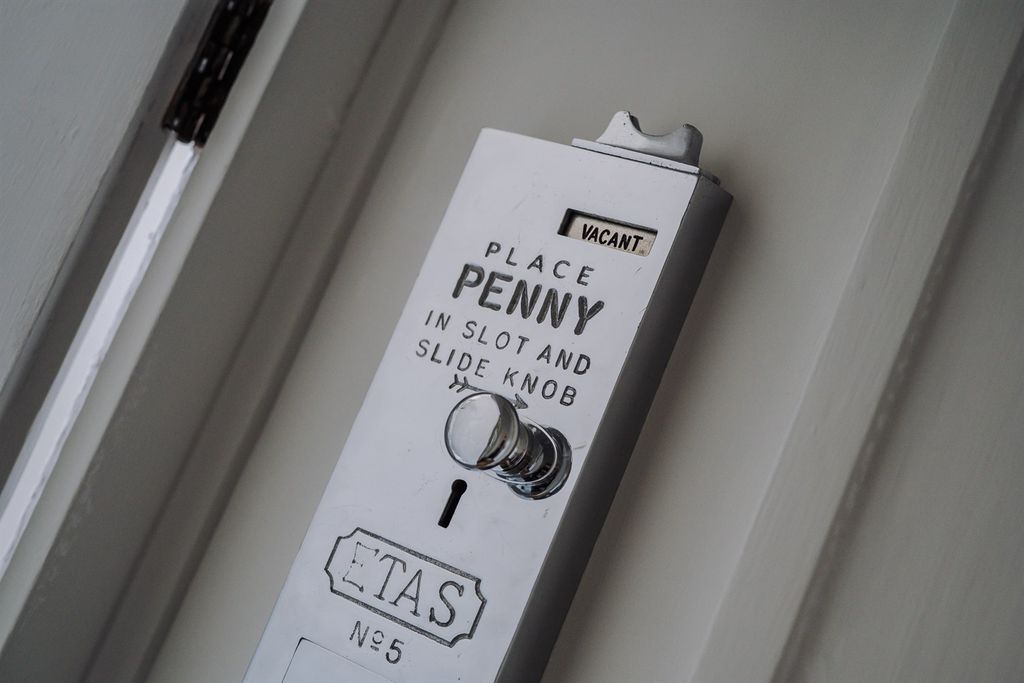 VACANT
PLACE
PENNY
IN SLOT AND
SLIDE KNOB
ETAS
Nº5